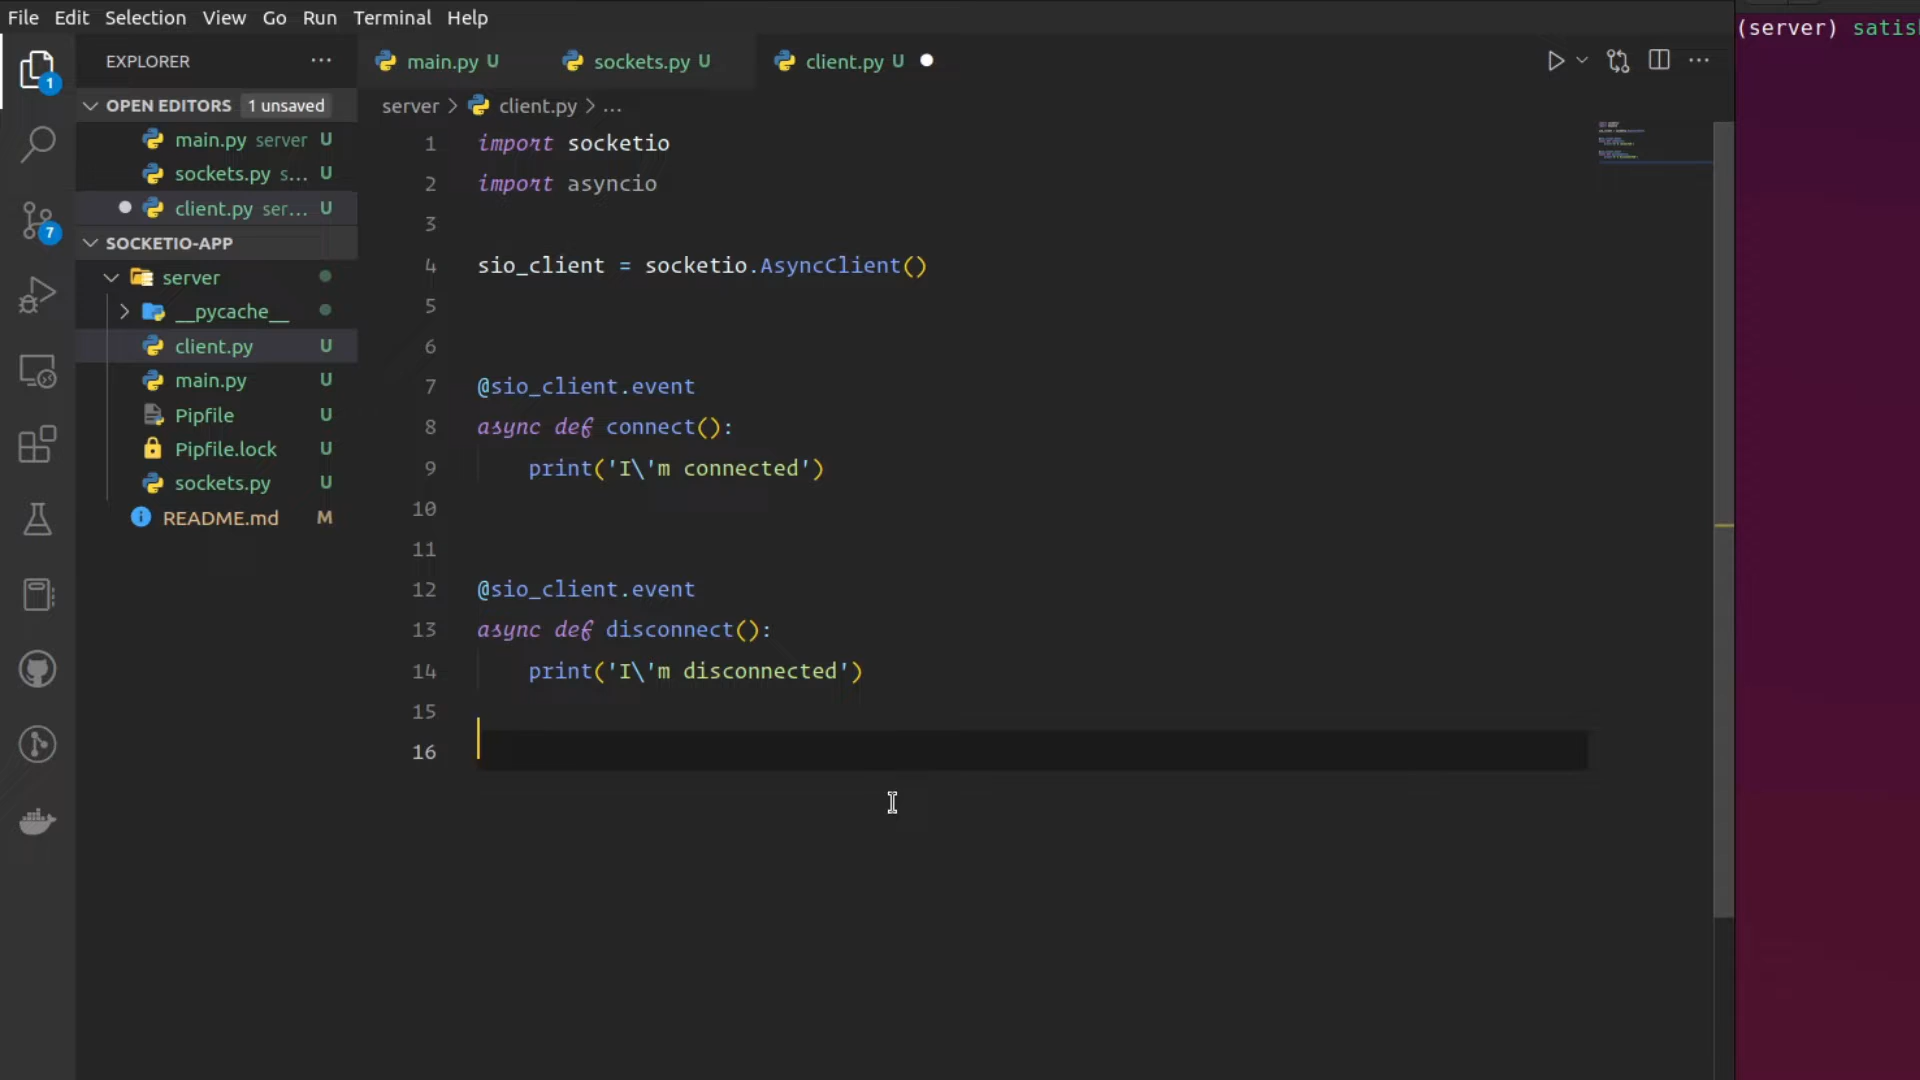 File Edit Selection View Go Run Terminal Help
(server) satis
EXPLORER ...
main.py U sockets.py U client.py U
OPEN EDITORS 1 unsaved
server > client.py > ...
main.py server U
sockets.py s... U
client.py ser... U
SOCKETIO-APP
server
__pycache__
client.py U
main.py U
Pipfile U
Pipfile.lock U
sockets.py U
README.md M
1
7
1 import socketio
2 import asyncio
3
4 sio_client = socketio.AsyncClient()
5
6
7 @sio_client.event
8 async def connect():
9 print('I\'m connected')
10
11
12 @sio_client.event
13 async def disconnect():
14 print('I\'m disconnected')
15
16